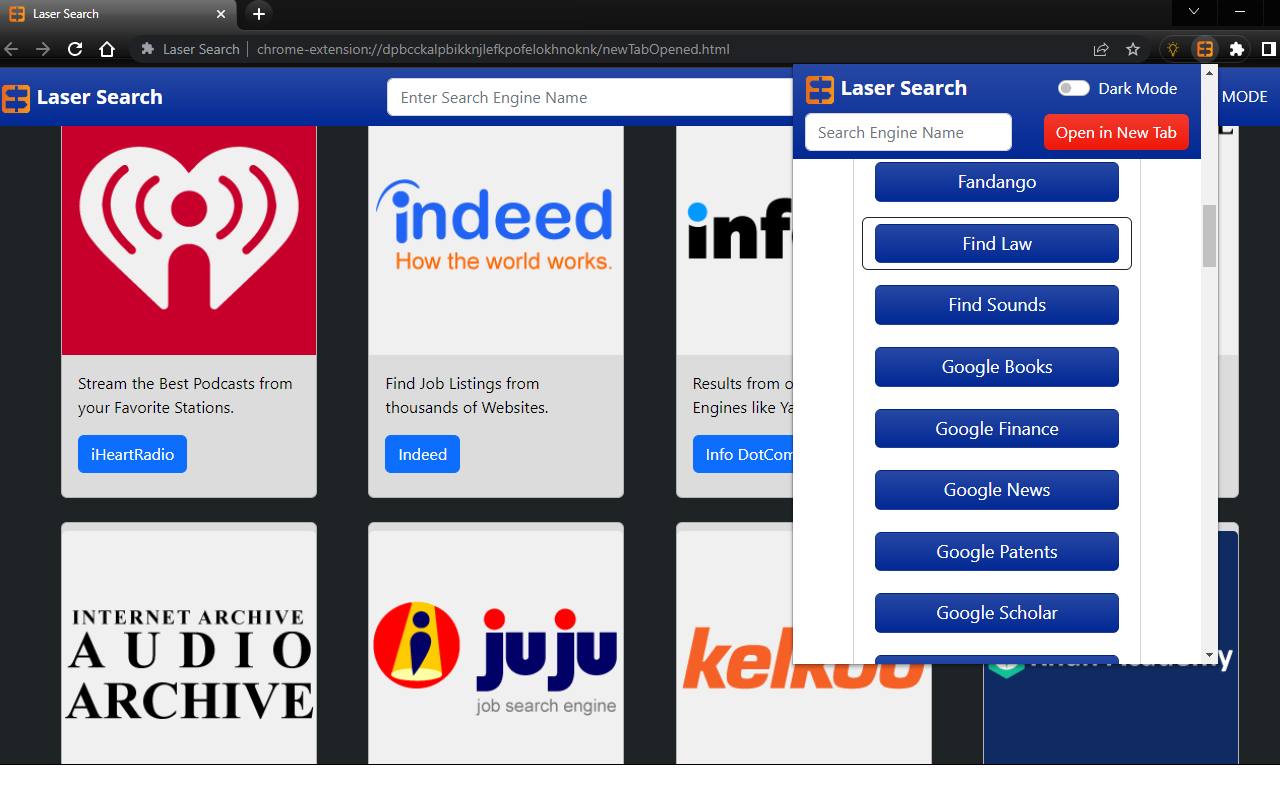 Laser Search
Laser Search
chrome-extension://dpbcckalpbikknjlefkpofelokhnoknk/newTabOpened.html
Laser Search
Enter Search Engine Name
MODE
Laser Search
Dark Mode
Search Engine Name
Open in New Tab
Fandango
Find Law
Find Sounds
Google Books
Google Finance
Google News
Google Patents
Google Scholar
indeed
How the world works.
inf
Stream the Best Podcasts from
your Favorite Stations.
iHeartRadio
Find Job Listings from
thousands of Websites.
Indeed
Results from o
Engines like Ya
Info DotCom
INTERNET ARCHIVE
AUDIO
ARCHIVE
juju
job search engine
kelkoo